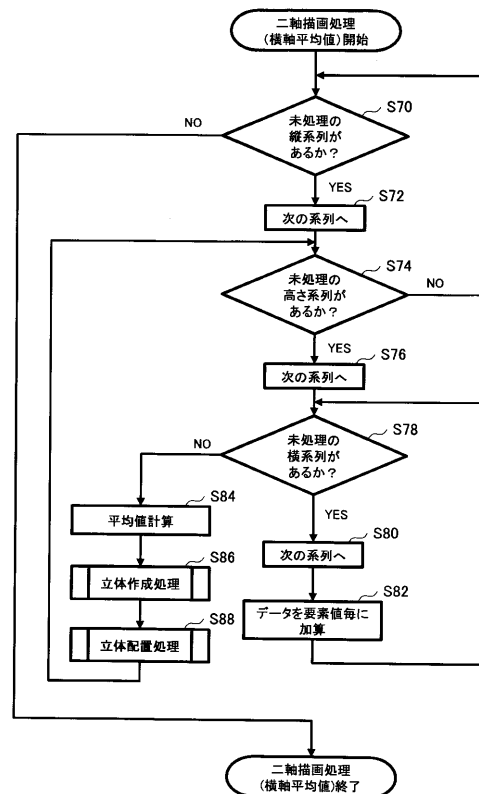 二軸描画処理
(横軸平均値)開始
S70
未処理の
縦系列が
あるか？
NO
YES
S72
次の系列へ
S74
未処理の
高さ系列が
あるか？
NO
YES
S76
次の系列へ
S78
未処理の
横系列が
あるか？
NO
YES
S84
平均値計算
S80
次の系列へ
S86
立体作成処理
S82
データを要素値毎に
加算
S88
立体配置処理
二軸描画処理
(横軸平均値)終了